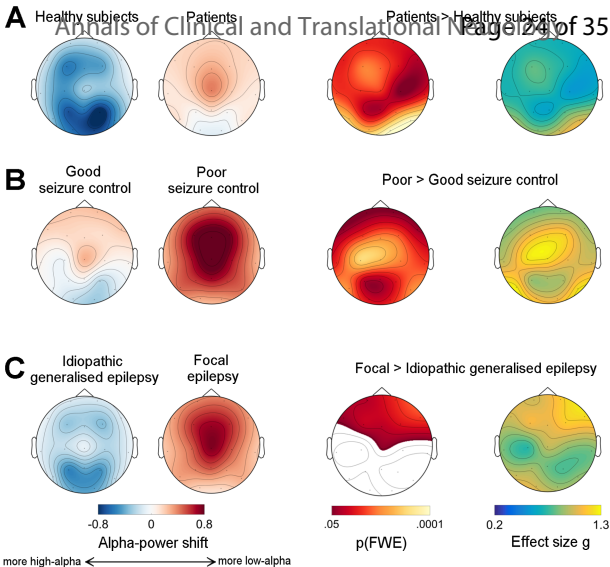 A
Healthy subjects
Patients
Patients > Healthy subjects
Annals of Clinical and Translational Neurology
Page 24 of 35
B
Good
seizure control
Poor
seizure control
Poor > Good seizure control
C
Idiopathic
generalised epilepsy
Focal
epilepsy
Focal > Idiopathic generalised epilepsy
-0.8 0 0.8
Alpha-power shift
more high-alpha more low-alpha
.05 .0001
p(FWE)
0.2 1.3
Effect size g